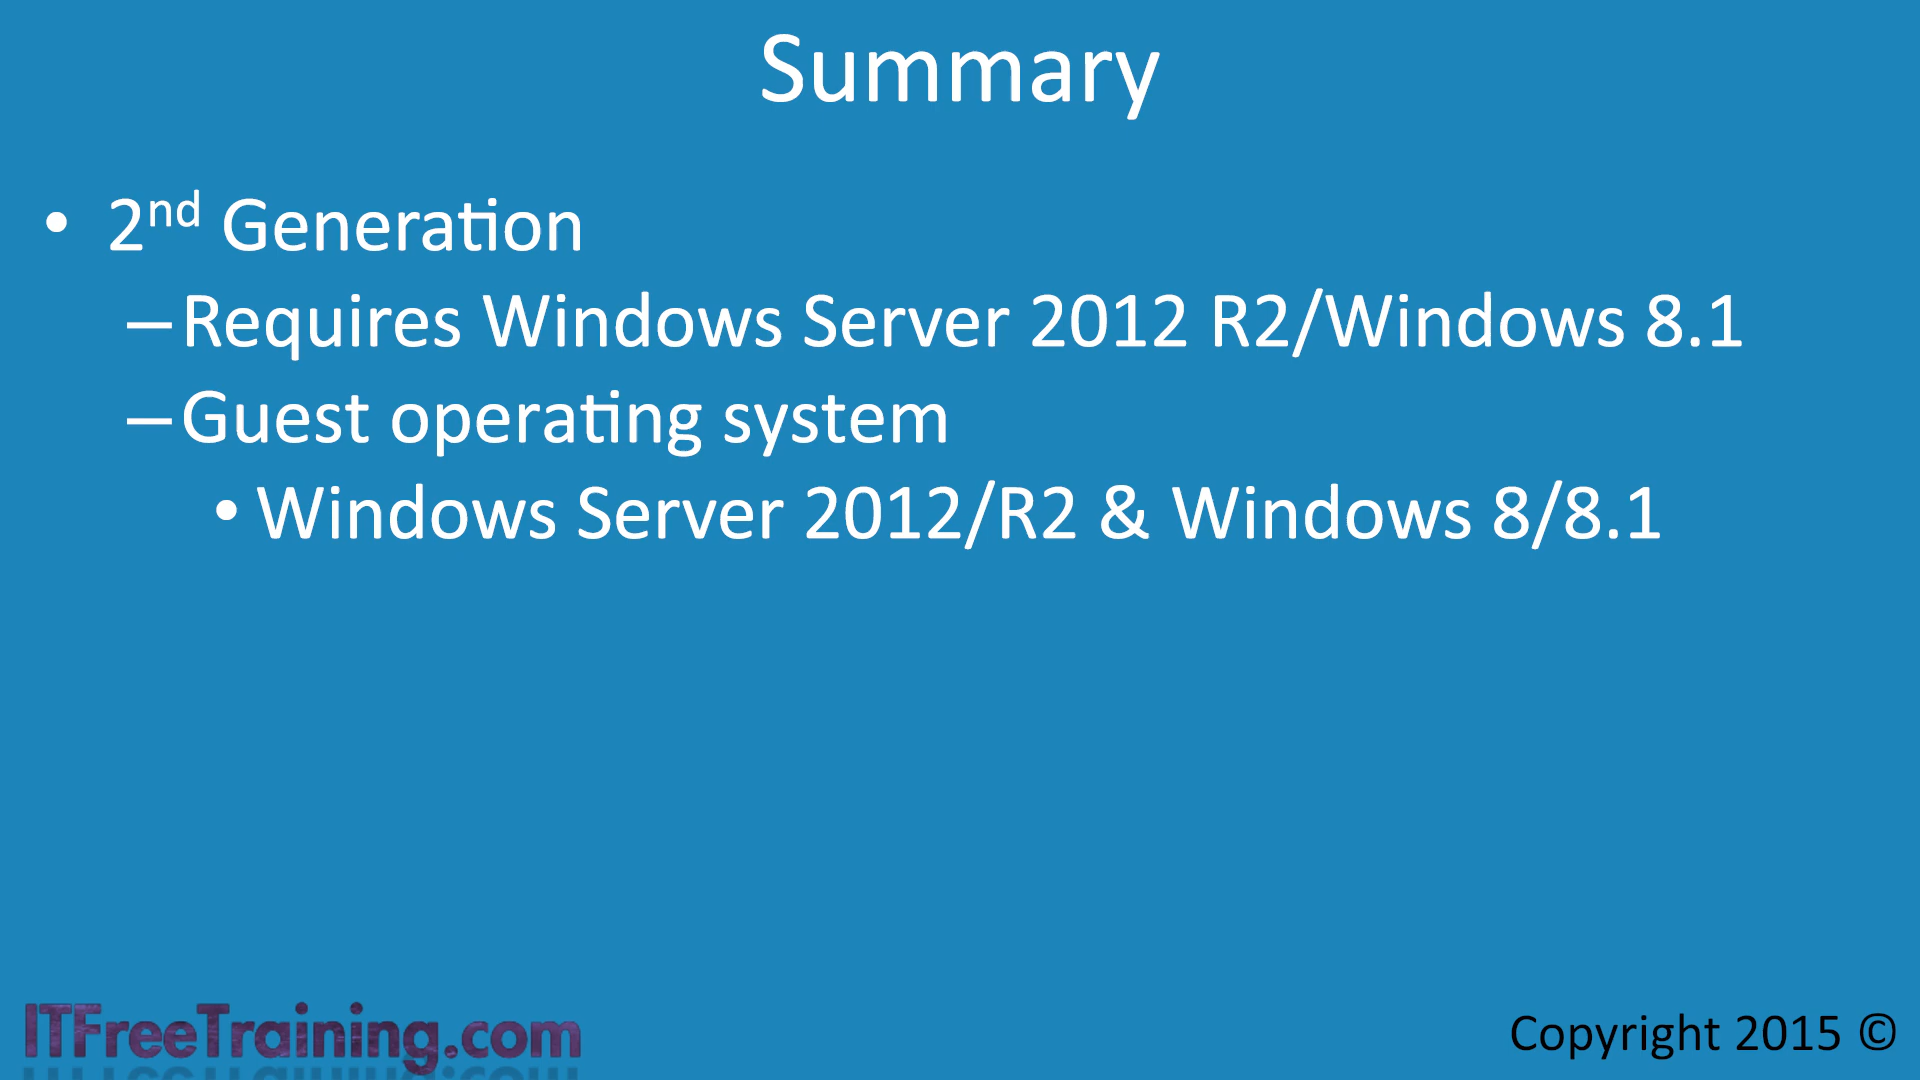 Summary
• 2nd Generation
–Requires Windows Server 2012 R2/Windows 8.1
–Guest operating system
• Windows Server 2012/R2 & Windows 8/8.1
ITFreeTraining.com
Copyright 2015 ©